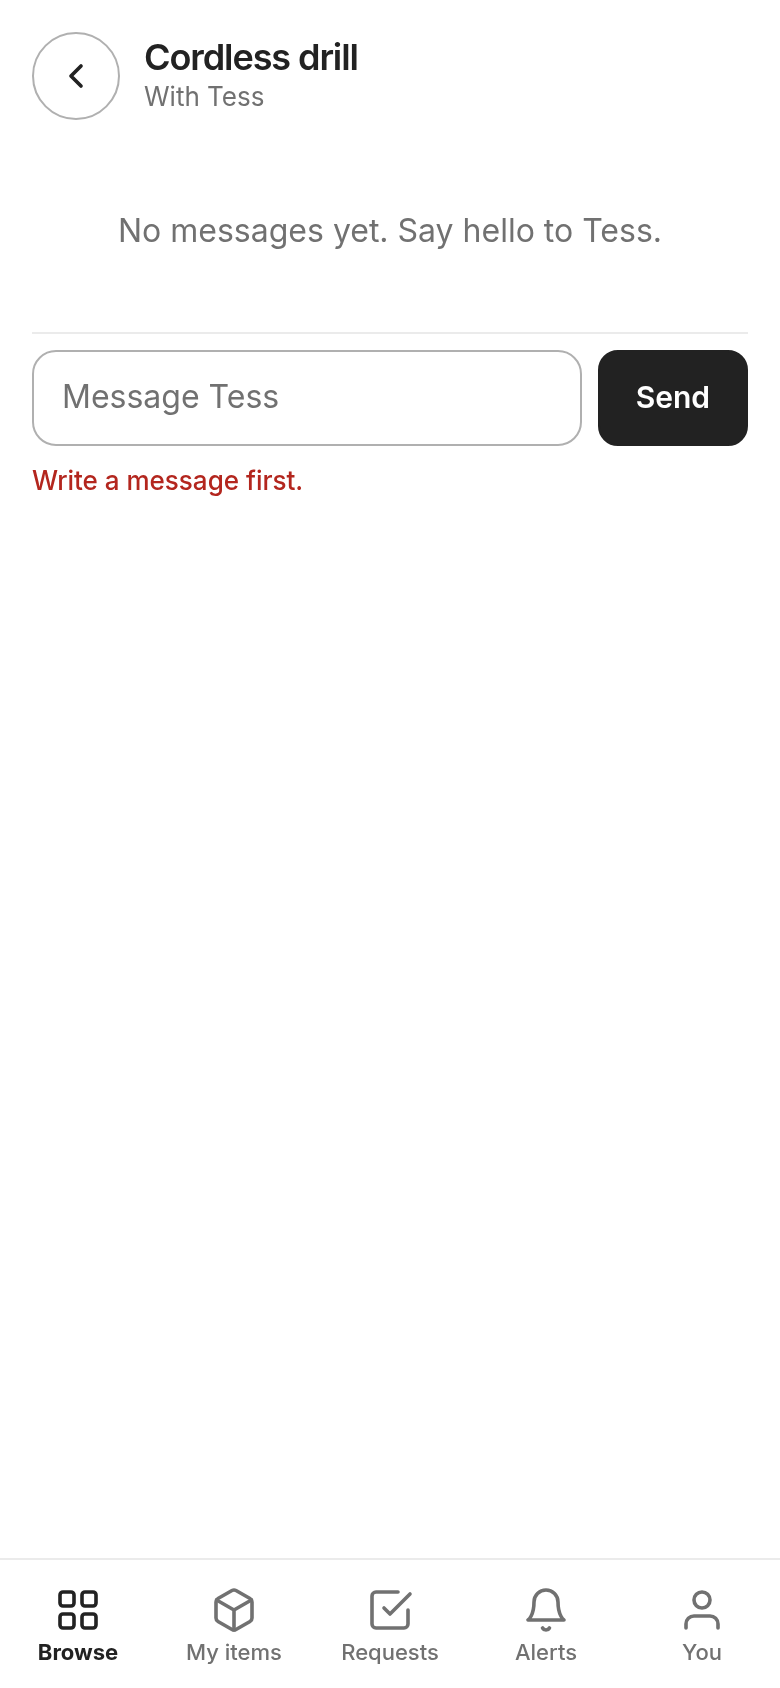 Cordless drill
With Tess
No messages yet. Say hello to Tess.
Message Tess
Send
Write a message first.
Browse
My items
Requests
Alerts
You